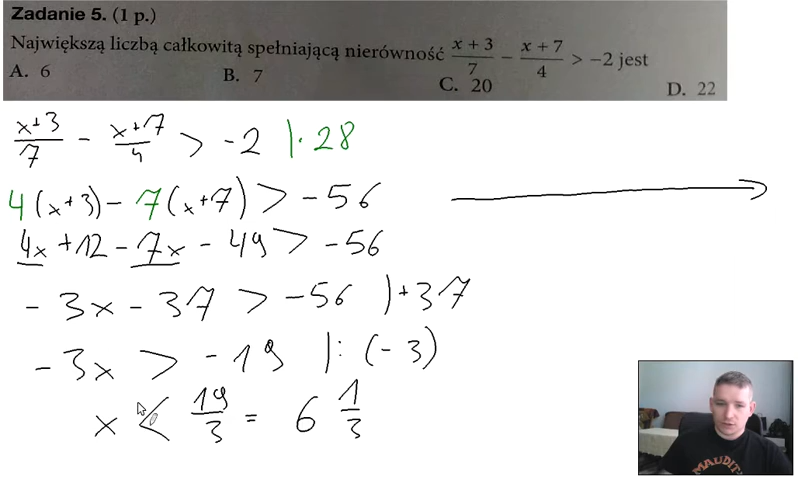 Zadanie 5. (1 p.)
Największą liczbą całkowitą spełniającą nierówność (x + 3)/7 − (x + 7)/4 > −2 jest
A. 6 B. 7 C. 20 D. 22
(x+3)/7 − (x+7)/4 > −2 |·28
4(x+3) − 7(x+7) > −56
4x + 12 − 7x − 49 > −56
−3x − 37 > −56 |+37
−3x > −19 |: (−3)
x < 19/3 = 6 1/3
MAUDIT